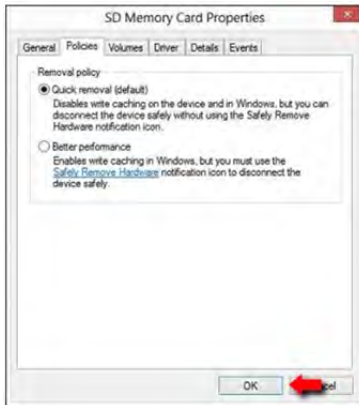 SD Memory Card Properties
General Policies Volumes Driver Details Events
Removal policy
Quick removal (default)
Disables write caching on the device and in Windows, but you can
disconnect the device safely without using the Safely Remove
Hardware notification icon.
Better performance
Enables write caching in Windows, but you must use the
Safely Remove Hardware notification icon to disconnect the
device safely.
OK